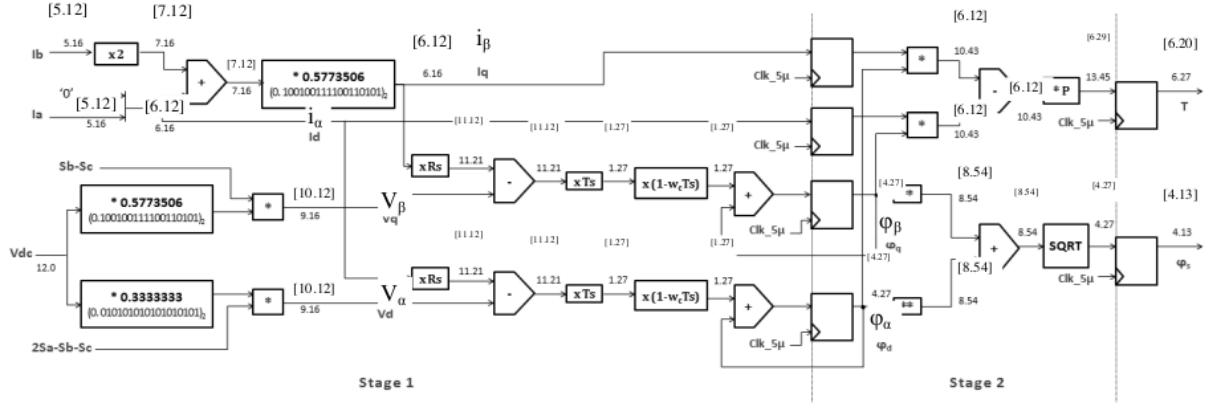 [5.12] [7.12] [6.12] [6.29] [6.20]
5.16 7.16 [7.12] [6.12] iβ
Ib x2 + * 0.5773506 6.16 Iq * 10.43 13.45 6.27
(0.100100111100110101)₂ Clk_5µ - [6.12] *P T
'0' [5.12] [6.12] 7.16
Ia 5.16 6.16 iα Id [11.12] [11.12] [1.27] [1.27] * [6.12] 10.43 10.43 Clk_5µ
Clk_5µ
Sb-Sc xRs 11.21 - 11.21 xTs 1.27 x(1-wcTs) 1.27 + [4.27] * [8.54] [8.54] [4.27] [4.13]
* 0.5773506 * [10.12] 8.54
(0.100100111100110101)₂ 9.16 Vβ vq Clk_5µ φβ φq
Vdc + 8.54 SQRT 4.27 4.13
12.0 [11.12] [11.12] [1.27] [1.27] [4.27] [8.54] Clk_5µ φs
* 0.3333333 * [10.12] xRs 11.21 - 11.21 xTs 1.27 x(1-wcTs) 1.27 + 4.27 ** 8.54
(0.010101010101010101)₂ 9.16 Vα Vd φα
2Sa-Sb-Sc Clk_5µ φd
Stage 1 Stage 2